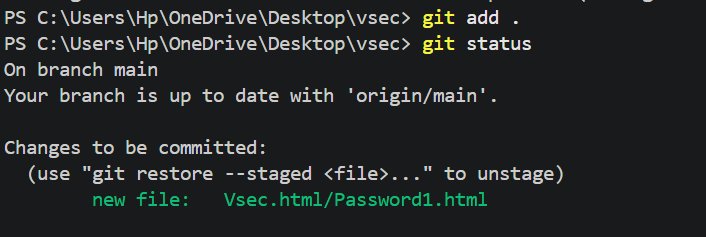 PS C:\Users\Hp\OneDrive\Desktop\vsec> git add .
PS C:\Users\Hp\OneDrive\Desktop\vsec> git status
On branch main
Your branch is up to date with 'origin/main'.
Changes to be committed:
(use "git restore --staged <file>..." to unstage)
new file: Vsec.html/Password1.html